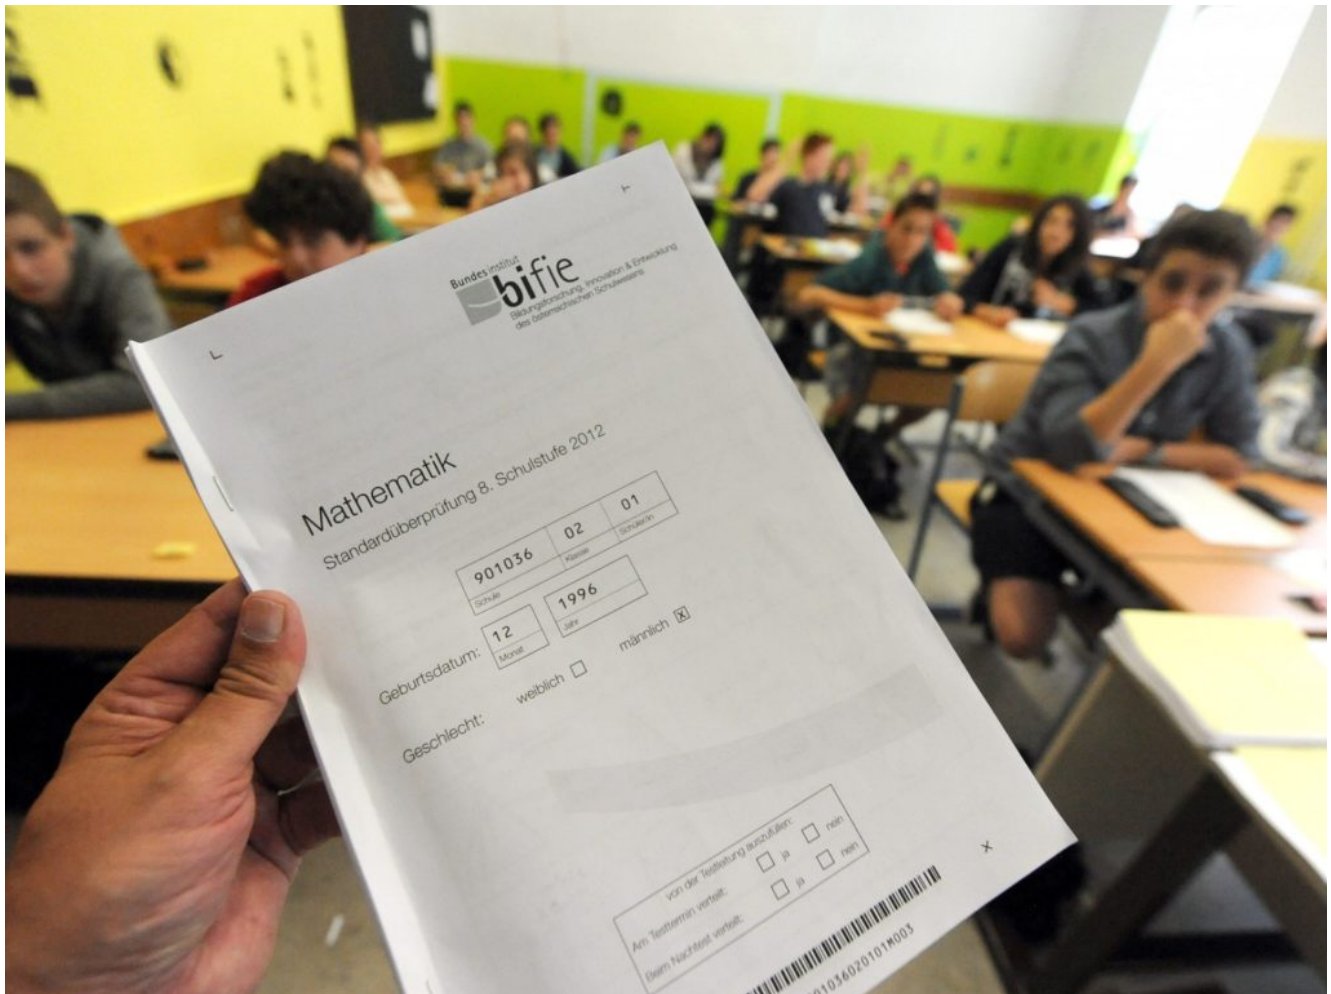 Bundesinstitut
bifie
Bildungsforschung, Innovation & Entwicklung
des österreichischen Schulwesens
Mathematik
Standardüberprüfung 8. Schulstufe 2012
901036 02 01
Schule Klasse Schüler/in
Geburtsdatum: 12 1996
Monat Jahr
Geschlecht: weiblich männlich X
von der Testleitung auszufüllen:
Am Testtermin verteilt: ja nein
Beim Nachtest verteilt: ja nein
01036020101M003